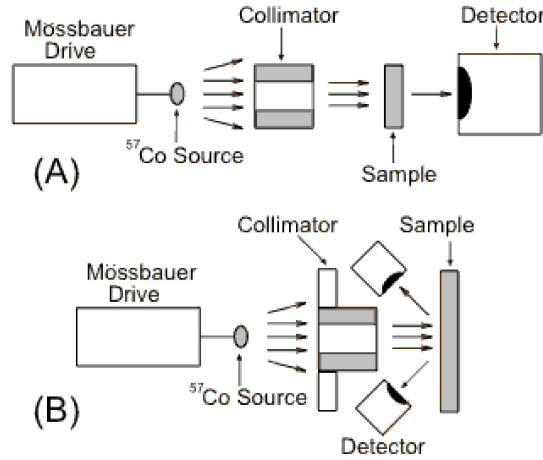 Mössbauer
Drive
Collimator
Detector
⁵⁷Co Source
Sample
(A)
Collimator
Sample
Mössbauer
Drive
⁵⁷Co Source
Detector
(B)